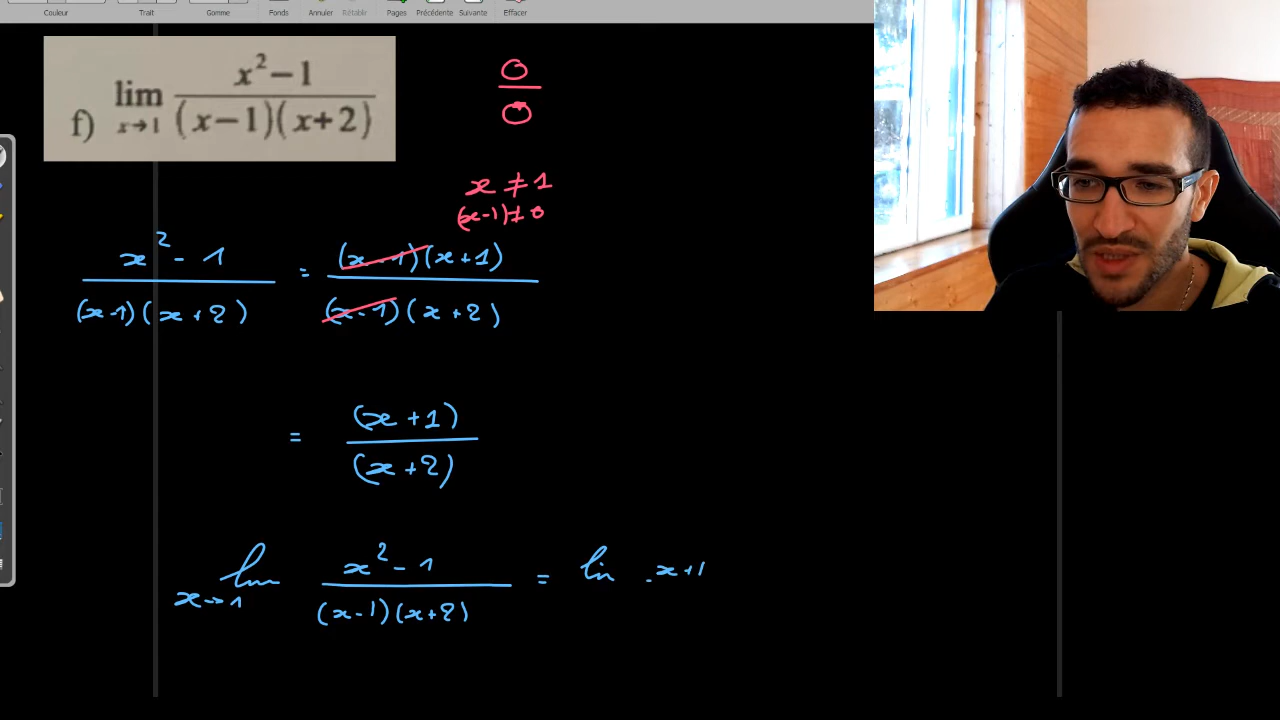 Couleur Trait Gomme Fonds Annuler Rétablir Pages Précédente Suivante Effacer
f) lim x→1 x²−1 / (x−1)(x+2)
0 / 0
x ≠ 1
(x-1) ≠ 0
x² - 1 / (x-1)(x+2) = (x-1)(x+1) / (x-1)(x+2)
= (x+1) / (x+2)
lim x→1 x² - 1 / (x-1)(x+2) = lim x+1